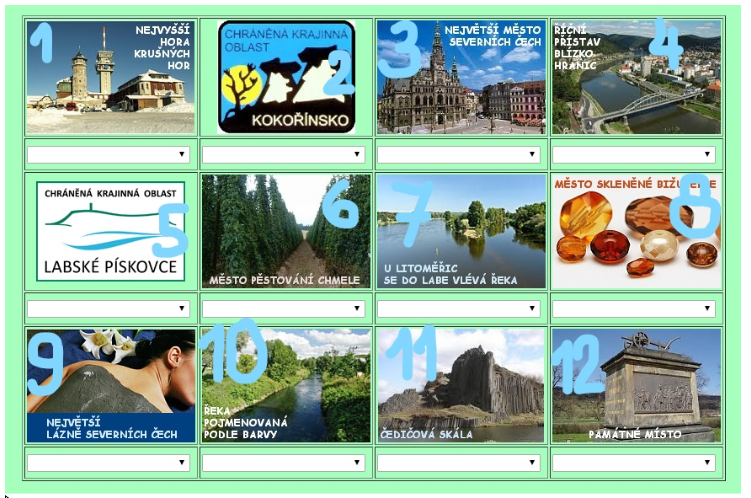 1
NEJVYŠŠÍ
HORA
KRUŠNÝCH
HOR
CHRÁNĚNÁ KRAJINNÁ
OBLAST
2
KOKOŘÍNSKO
3
NEJVĚTŠÍ MĚSTO
SEVERNÍCH ČECH
ŘÍČNÍ
PŘÍSTAV
BLÍZKO
HRANIC
4
CHRÁNĚNÁ KRAJINNÁ OBLAST
5
LABSKÉ PÍSKOVCE
6
MĚSTO PĚSTOVÁNÍ CHMELE
7
U LITOMĚŘIC
SE DO LABE VLÉVÁ ŘEKA
MĚSTO SKLENĚNÉ
8
9
NEJVĚTŠÍ
LÁZNĚ SEVERNÍCH ČECH
10
ŘEKA
POJMENOVANÁ
PODLE BARVY
11
ČEDIČOVÁ SKÁLA
12
PAMÁTNÉ MÍSTO